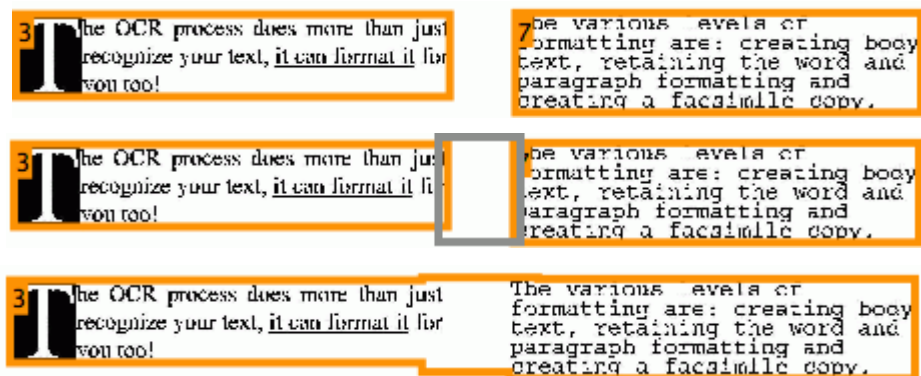 3 The OCR process does more than just
recognize your text, it can format it for
you too!
7 The various levels of
formatting are: creating body
text, retaining the word and
paragraph formatting and
creating a facsimile copy.
3 The OCR process does more than just
recognize your text, it can format it for
you too!
The various levels of
formatting are: creating body
text, retaining the word and
paragraph formatting and
creating a facsimile copy.
3 The OCR process does more than just
recognize your text, it can format it for
you too!
The various levels of
formatting are: creating body
text, retaining the word and
paragraph formatting and
creating a facsimile copy.